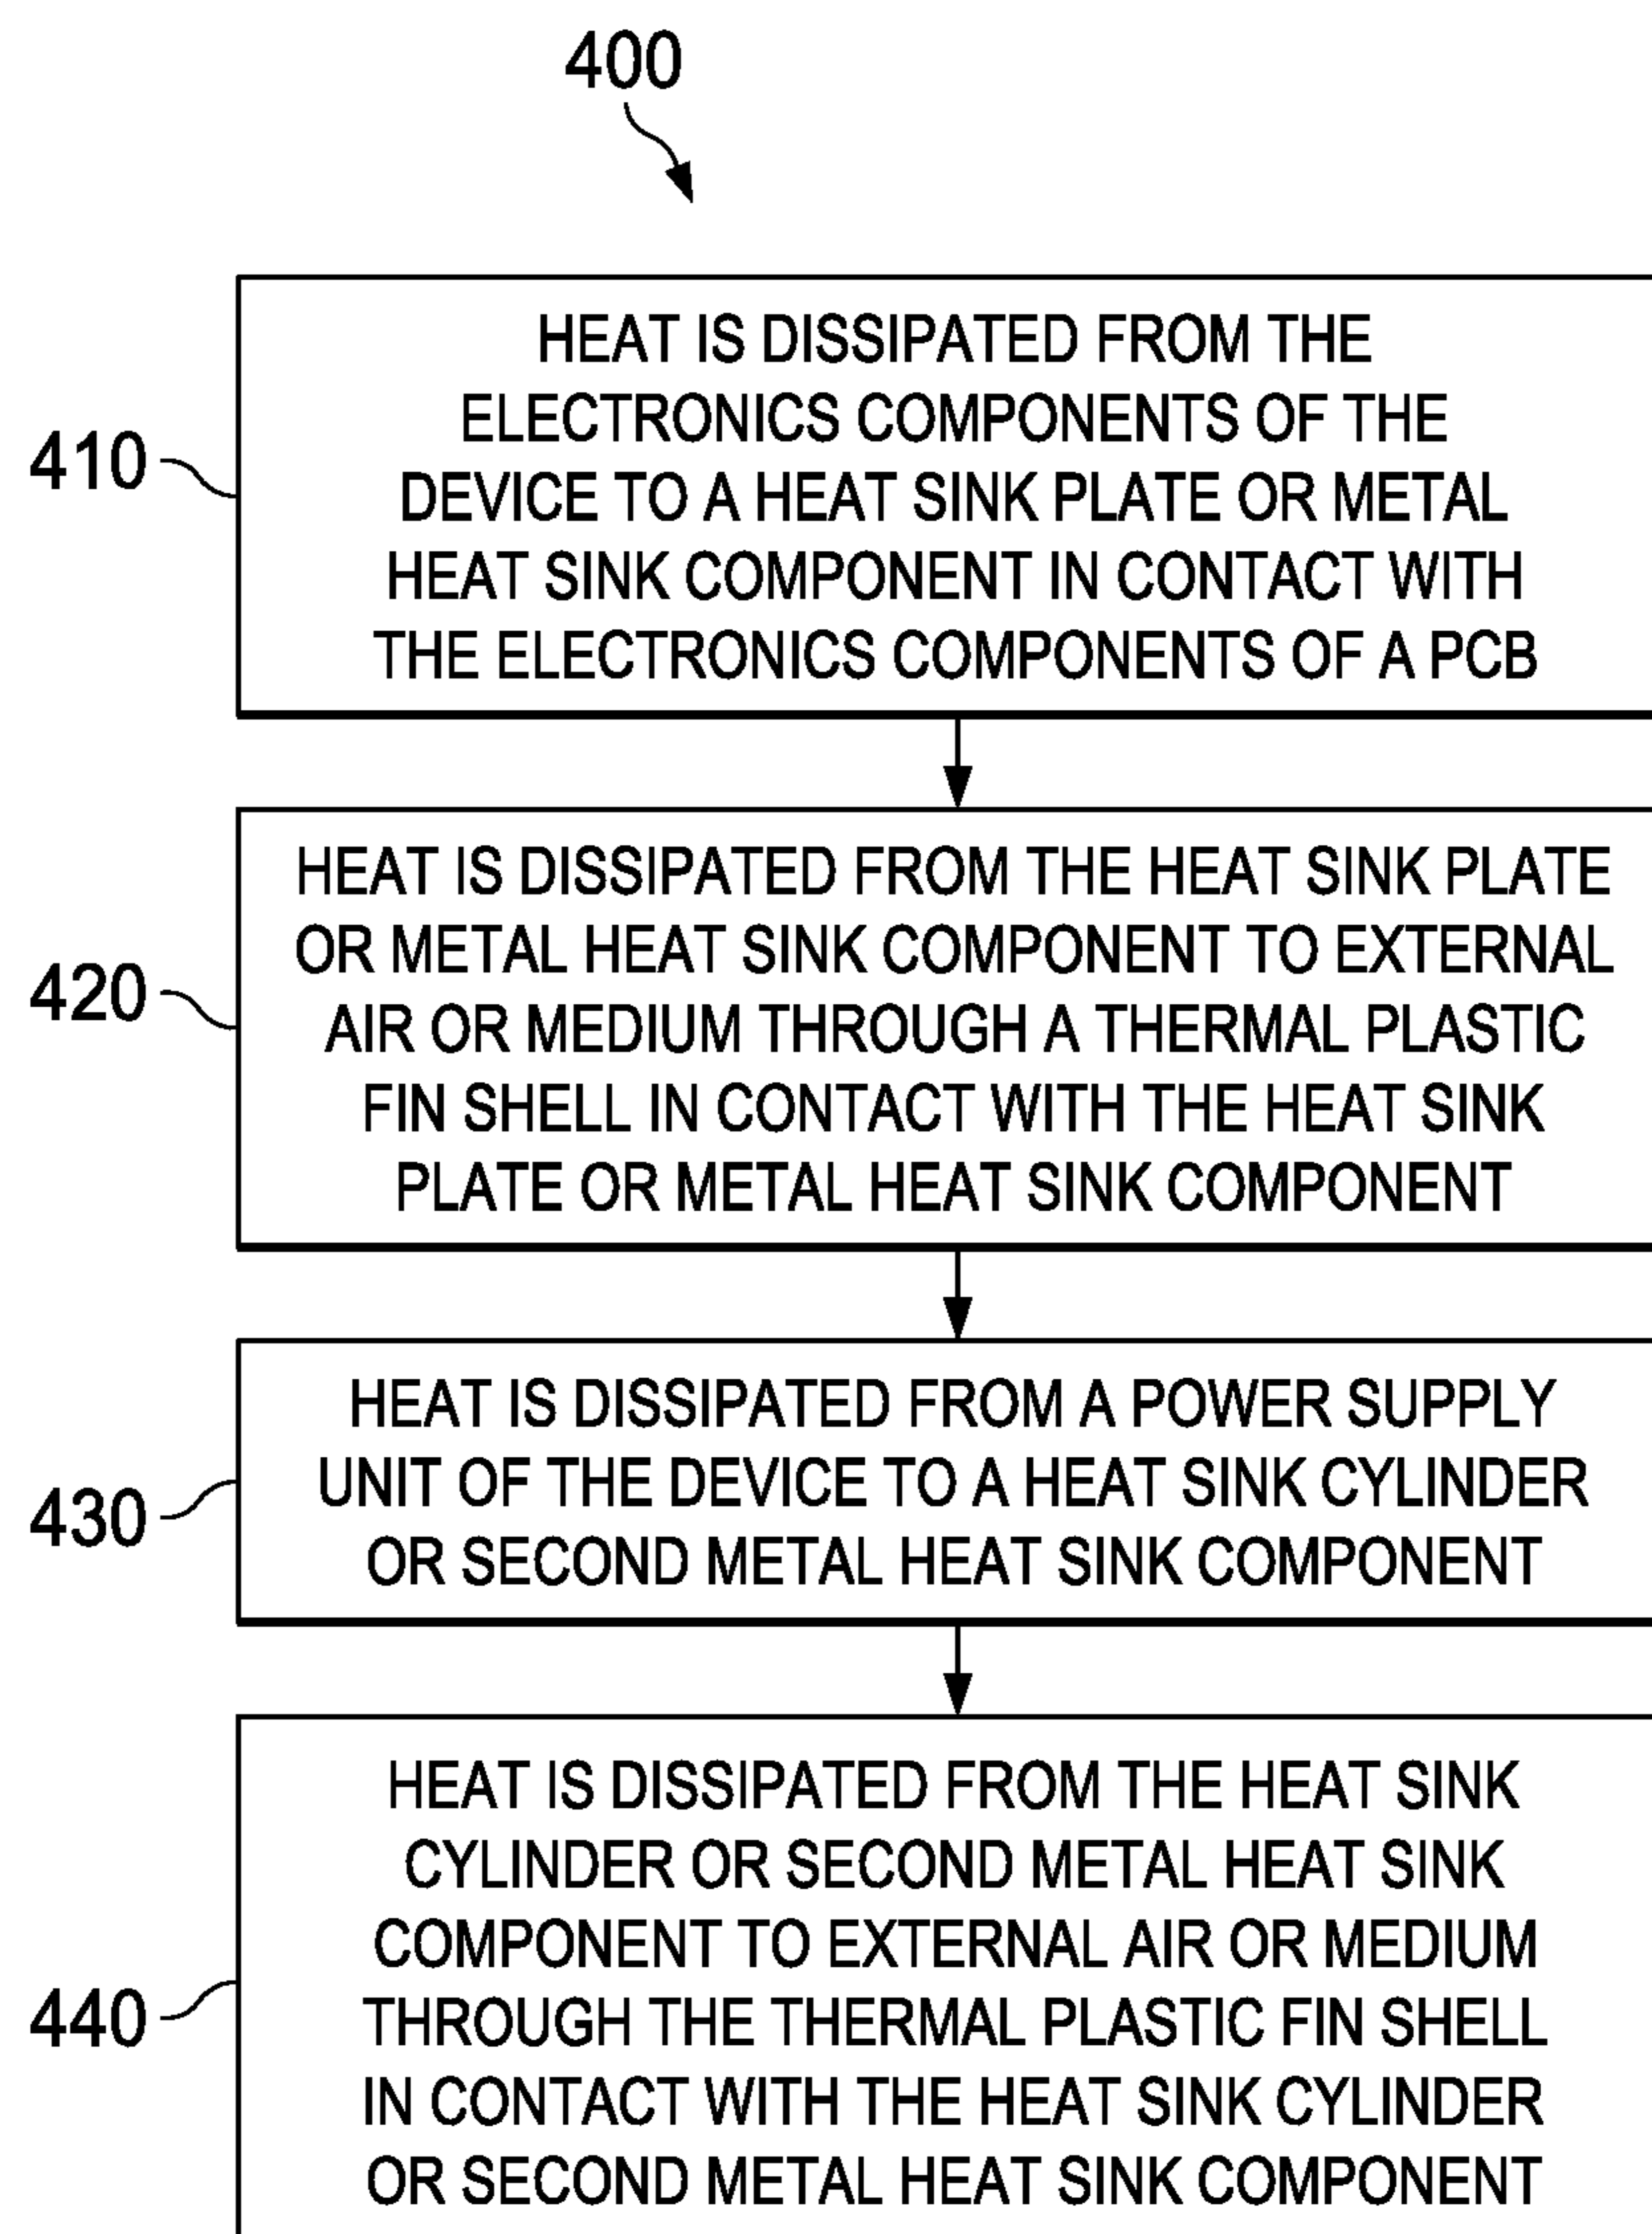 400
410
HEAT IS DISSIPATED FROM THE
ELECTRONICS COMPONENTS OF THE
DEVICE TO A HEAT SINK PLATE OR METAL
HEAT SINK COMPONENT IN CONTACT WITH
THE ELECTRONICS COMPONENTS OF A PCB
420
HEAT IS DISSIPATED FROM THE HEAT SINK PLATE
OR METAL HEAT SINK COMPONENT TO EXTERNAL
AIR OR MEDIUM THROUGH A THERMAL PLASTIC
FIN SHELL IN CONTACT WITH THE HEAT SINK
PLATE OR METAL HEAT SINK COMPONENT
430
HEAT IS DISSIPATED FROM A POWER SUPPLY
UNIT OF THE DEVICE TO A HEAT SINK CYLINDER
OR SECOND METAL HEAT SINK COMPONENT
440
HEAT IS DISSIPATED FROM THE HEAT SINK
CYLINDER OR SECOND METAL HEAT SINK
COMPONENT TO EXTERNAL AIR OR MEDIUM
THROUGH THE THERMAL PLASTIC FIN SHELL
IN CONTACT WITH THE HEAT SINK CYLINDER
OR SECOND METAL HEAT SINK COMPONENT